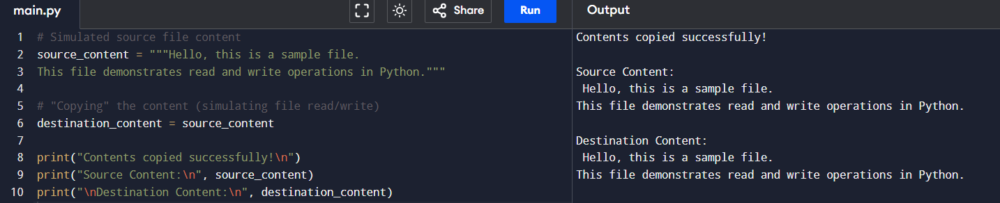 main.py
Share
Run
Output
1 # Simulated source file content
2 source_content = """Hello, this is a sample file.
3 This file demonstrates read and write operations in Python."""
4
5 # "Copying" the content (simulating file read/write)
6 destination_content = source_content
7
8 print("Contents copied successfully!\n")
9 print("Source Content:\n", source_content)
10 print("\nDestination Content:\n", destination_content)
Contents copied successfully!

Source Content:
 Hello, this is a sample file.
This file demonstrates read and write operations in Python.

Destination Content:
 Hello, this is a sample file.
This file demonstrates read and write operations in Python.